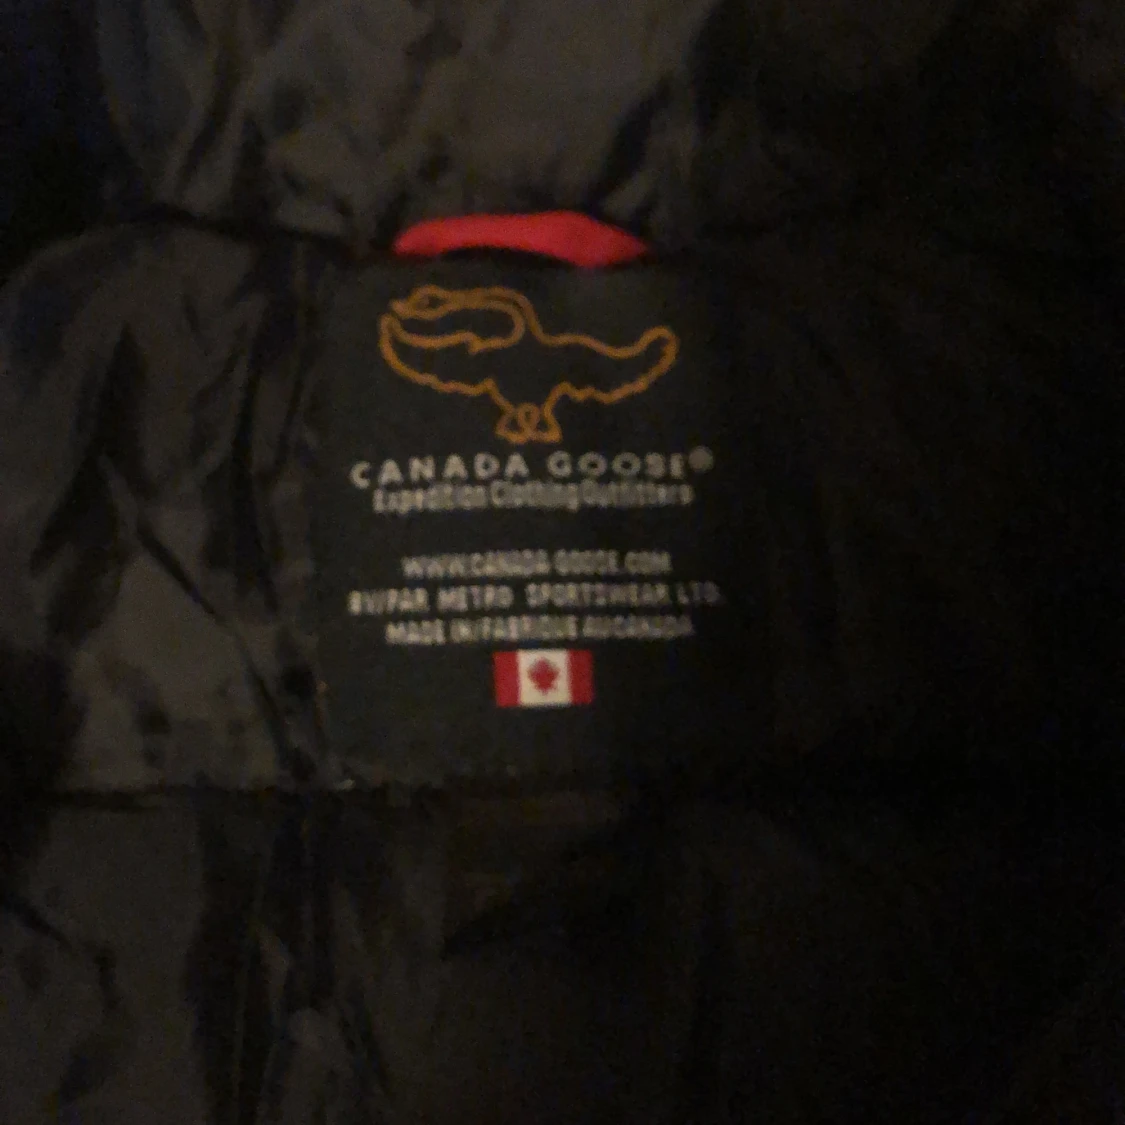 CANADA GOOSE®
Expedition Clothing Outfitters
WWW.CANADA-GOOSE.COM
BY/PAR METRO SPORTSWEAR LTD.
MADE IN/FABRIQUE AU CANADA